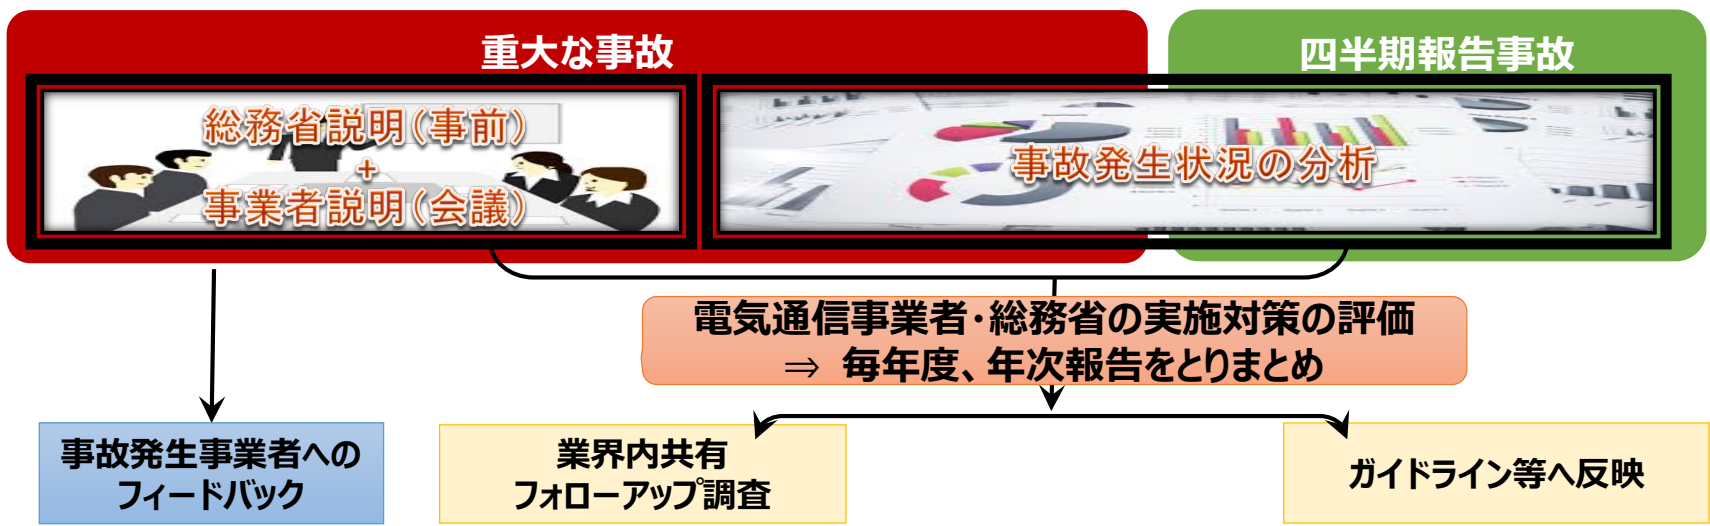 重大な事故
四半期報告事故
総務省説明(事前)
+
事業者説明(会議)
事故発生状況の分析
電気通信事業者・総務省の実施対策の評価
⇒ 毎年度、年次報告をとりまとめ
事故発生事業者への
フィードバック
業界内共有
フォローアップ調査
ガイドライン等へ反映